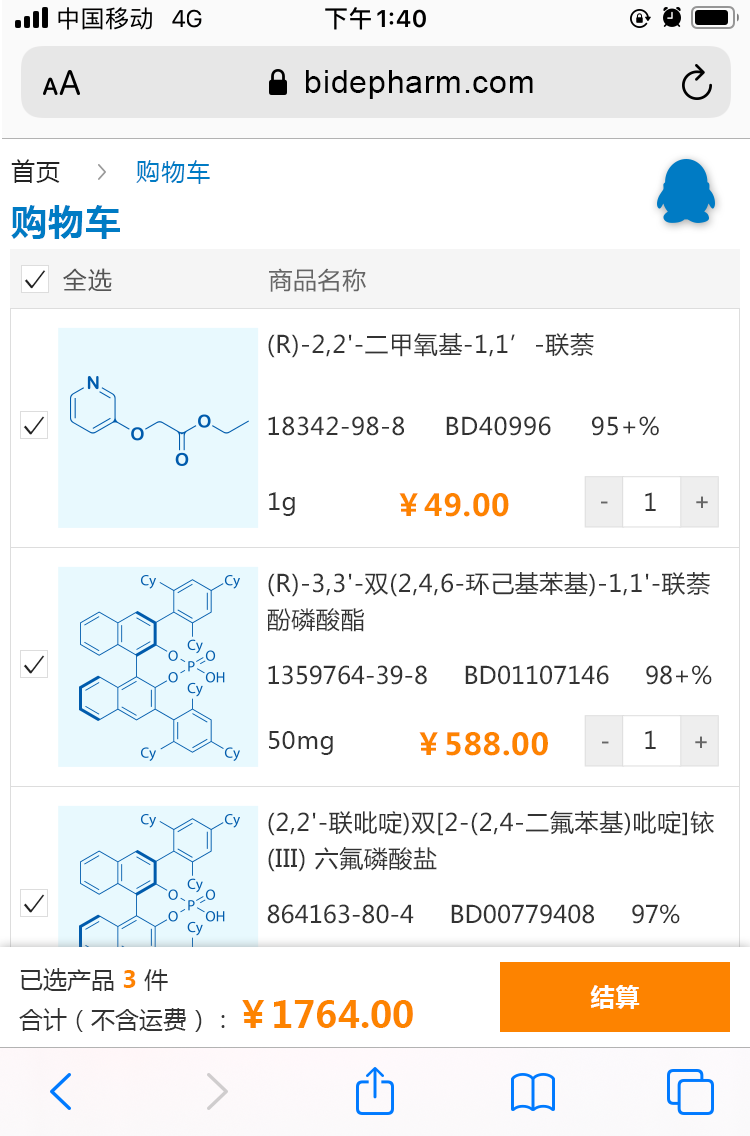 中国移动 4G 下午1:40
AA bidepharm.com
首页 > 购物车
购物车
全选 商品名称
N O O O
(R)-2,2'-二甲氧基-1,1′ -联萘
18342-98-8 BD40996 95+%
1g ¥49.00 - 1 +
Cy Cy Cy O O P OH O Cy Cy Cy
(R)-3,3'-双(2,4,6-环己基苯基)-1,1'-联萘
酚磷酸酯
1359764-39-8 BD01107146 98+%
50mg ¥588.00 - 1 +
Cy Cy Cy O O P OH O Cy
(2,2'-联吡啶)双[2-(2,4-二氟苯基)吡啶]铱
(III) 六氟磷酸盐
864163-80-4 BD00779408 97%
已选产品 3 件
合计（不含运费）: ¥1764.00
结算